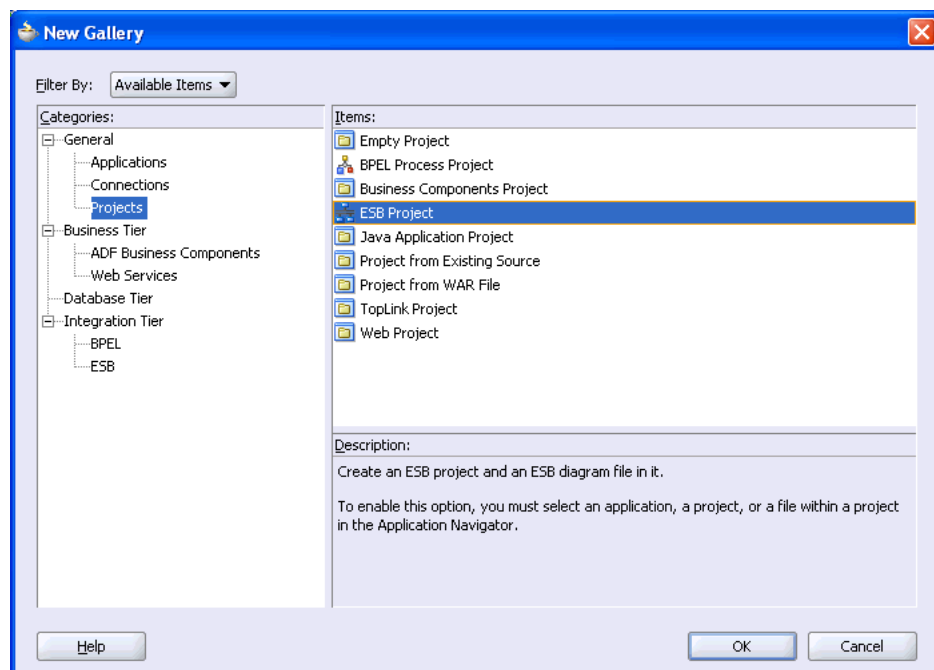 New Gallery
Filter By: Available Items
Categories:
General
Applications
Connections
Projects
Business Tier
ADF Business Components
Web Services
Database Tier
Integration Tier
BPEL
ESB
Items:
Empty Project
BPEL Process Project
Business Components Project
ESB Project
Java Application Project
Project from Existing Source
Project from WAR File
TopLink Project
Web Project
Description:
Create an ESB project and an ESB diagram file in it.
To enable this option, you must select an application, a project, or a file within a project
in the Application Navigator.
Help
OK
Cancel